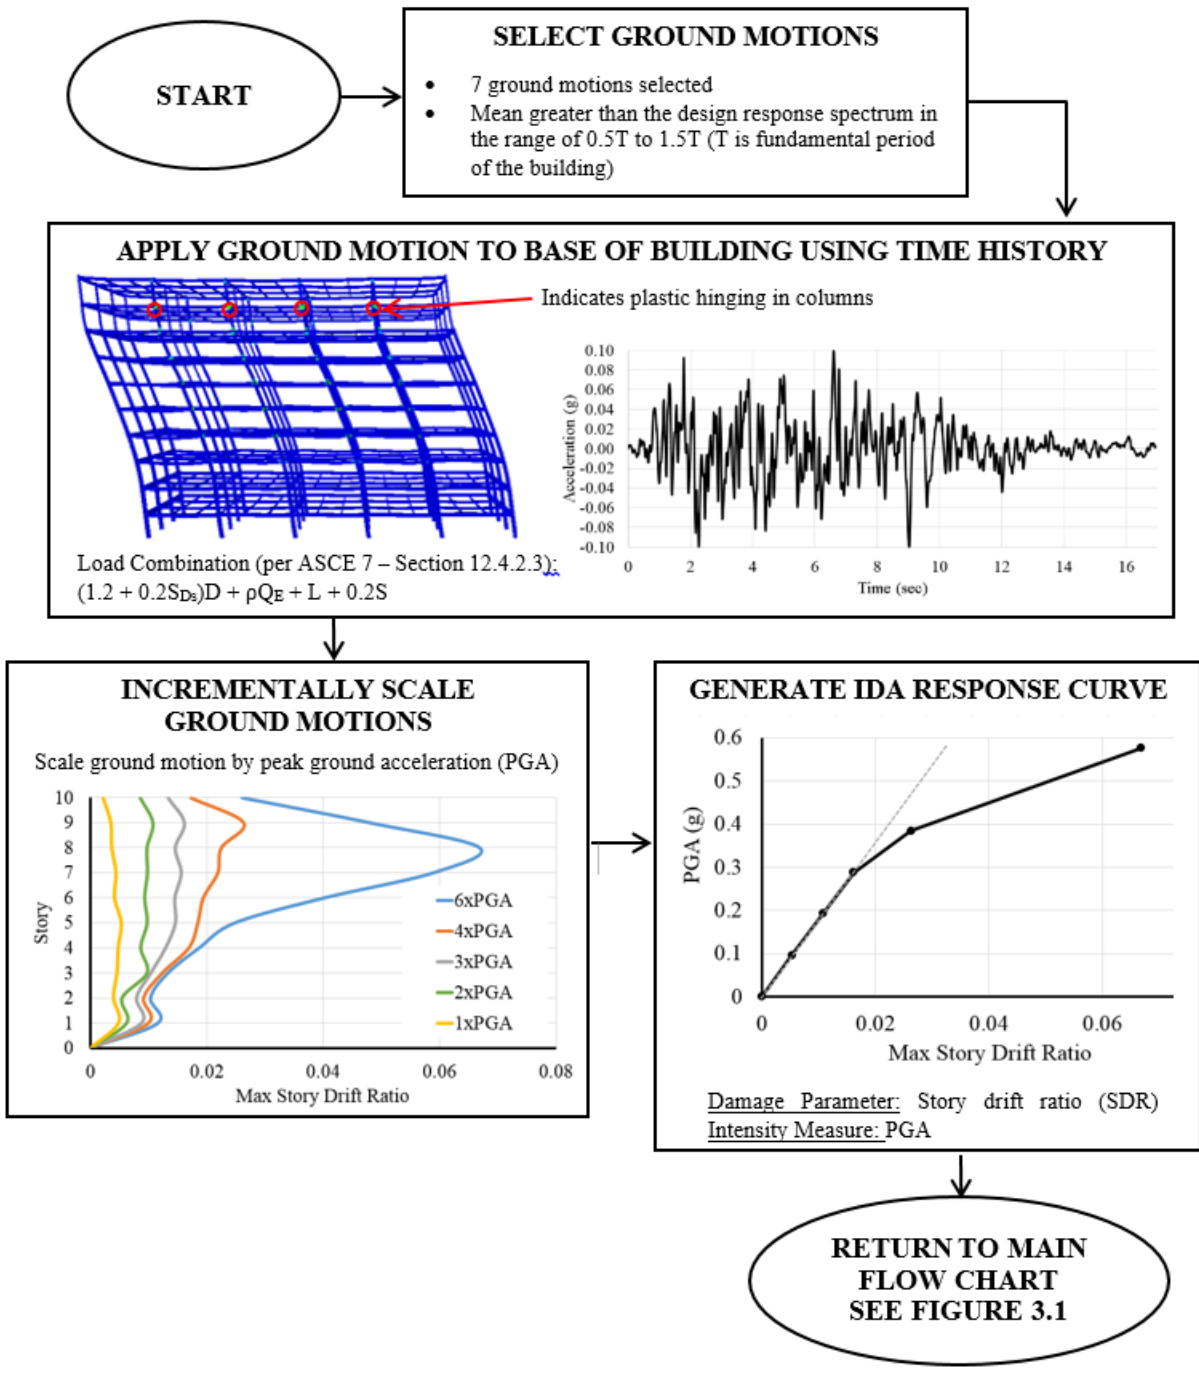 START
SELECT GROUND MOTIONS
• 7 ground motions selected
• Mean greater than the design response spectrum in
the range of 0.5T to 1.5T (T is fundamental period
of the building)
APPLY GROUND MOTION TO BASE OF BUILDING USING TIME HISTORY
Indicates plastic hinging in columns
0.10
0.08
0.06
0.04
0.02
0.00
-0.02
-0.04
-0.06
-0.08
-0.10
Acceleration (g)
0 2 4 6 8 10 12 14 16
Time (sec)
Load Combination (per ASCE 7 – Section 12.4.2.3):
(1.2 + 0.2SDs)D + ρQE + L + 0.2S
INCREMENTALLY SCALE
GROUND MOTIONS
Scale ground motion by peak ground acceleration (PGA)
10
9
8
7
6
5
4
3
2
1
0
Story
6xPGA
4xPGA
3xPGA
2xPGA
1xPGA
0 0.02 0.04 0.06 0.08
Max Story Drift Ratio
GENERATE IDA RESPONSE CURVE
0.6
0.5
0.4
0.3
0.2
0.1
0
PGA (g)
0 0.02 0.04 0.06
Max Story Drift Ratio
Damage Parameter: Story drift ratio (SDR)
Intensity Measure: PGA
RETURN TO MAIN
FLOW CHART
SEE FIGURE 3.1